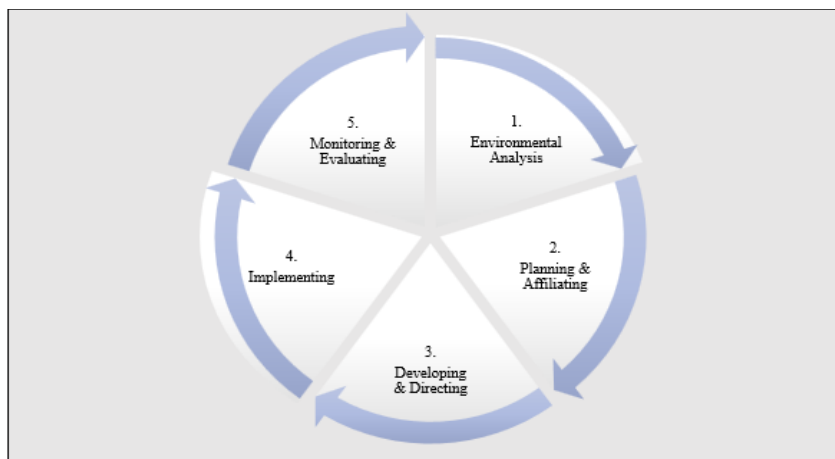 1.
Environmental
Analysis
2.
Planning &
Affiliating
3.
Developing
& Directing
4.
Implementing
5.
Monitoring &
Evaluating